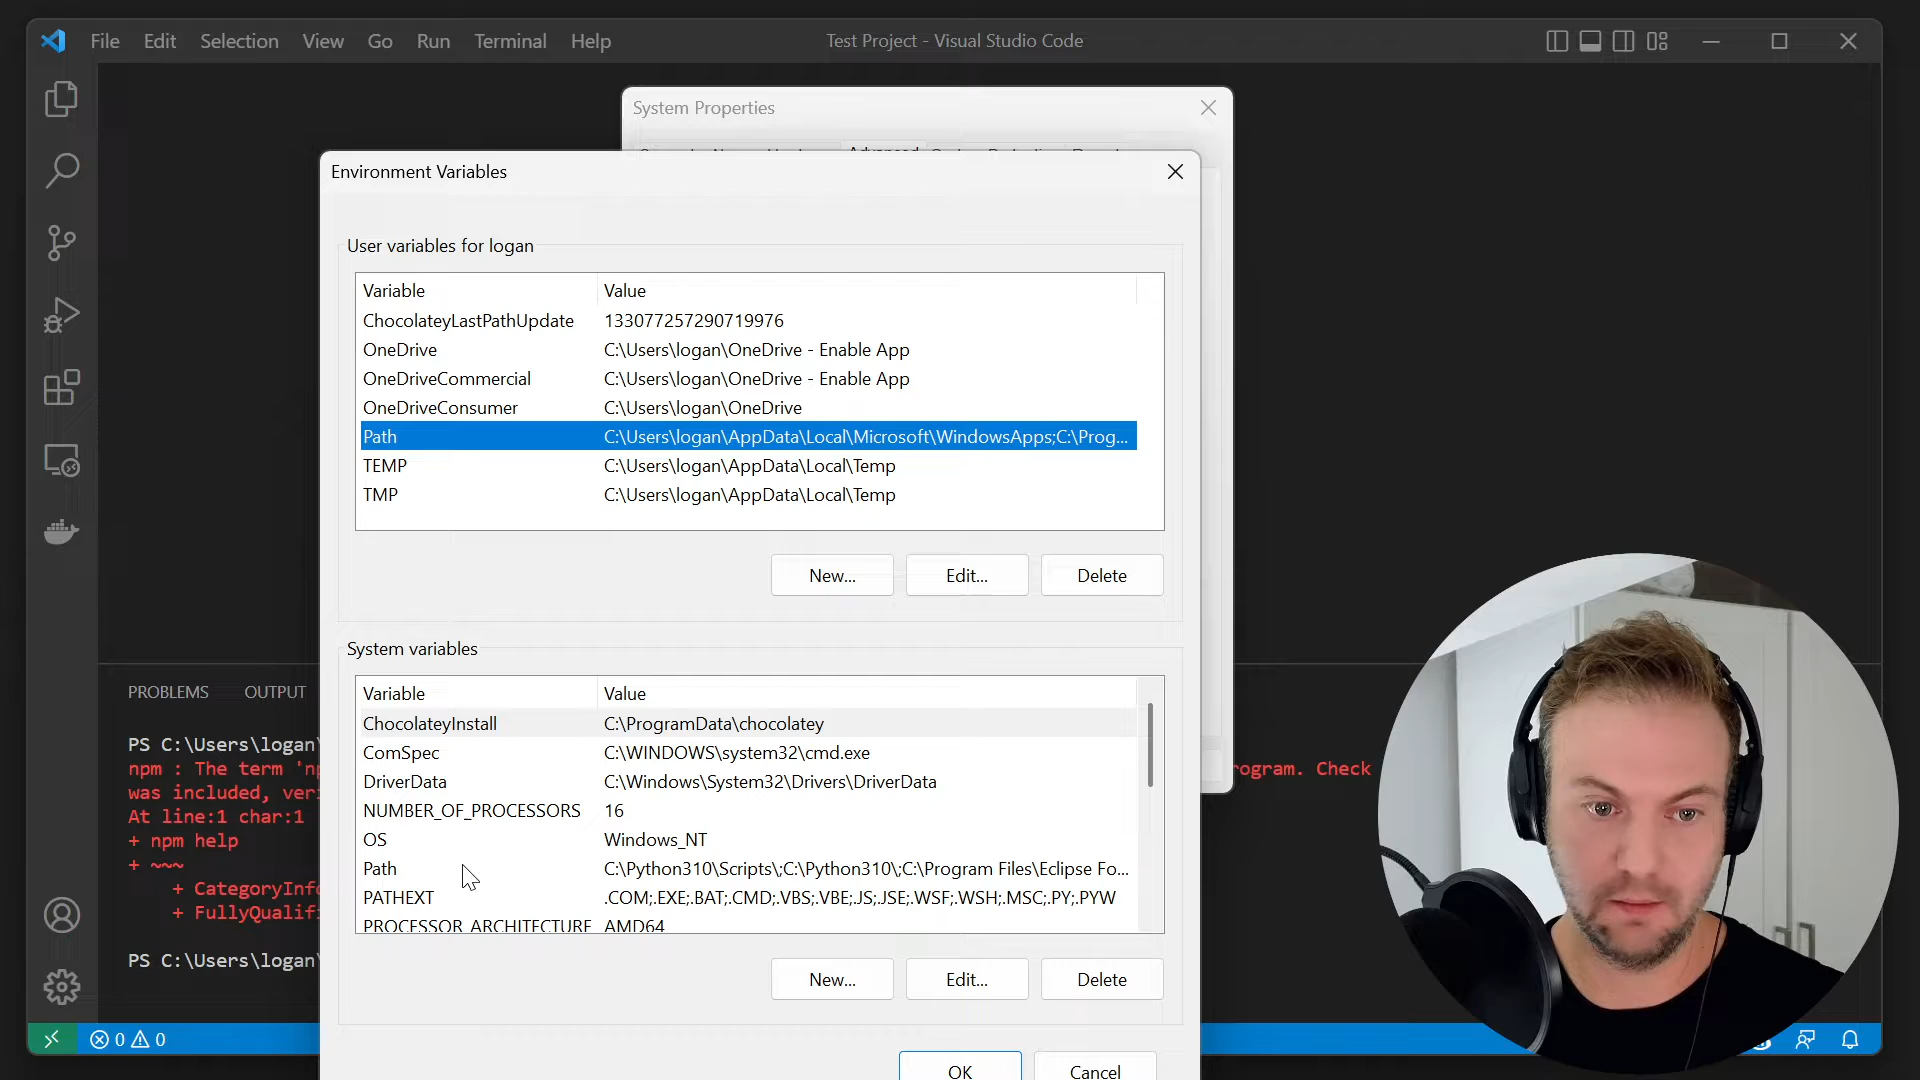 File Edit Selection View Go Run Terminal Help
Test Project - Visual Studio Code
System Properties
Advanced
Environment Variables
User variables for logan
Variable Value
ChocolateyLastPathUpdate 133077257290719976
OneDrive C:\Users\logan\OneDrive - Enable App
OneDriveCommercial C:\Users\logan\OneDrive - Enable App
OneDriveConsumer C:\Users\logan\OneDrive
Path C:\Users\logan\AppData\Local\Microsoft\WindowsApps;C:\Prog...
TEMP C:\Users\logan\AppData\Local\Temp
TMP C:\Users\logan\AppData\Local\Temp
New... Edit... Delete
System variables
Variable Value
ChocolateyInstall C:\ProgramData\chocolatey
ComSpec C:\WINDOWS\system32\cmd.exe
DriverData C:\Windows\System32\Drivers\DriverData
NUMBER_OF_PROCESSORS 16
OS Windows_NT
Path C:\Python310\Scripts\;C:\Python310\;C:\Program Files\Eclipse Fo...
PATHEXT .COM;.EXE;.BAT;.CMD;.VBS;.VBE;.JS;.JSE;.WSF;.WSH;.MSC;.PY;.PYW
PROCESSOR_ARCHITECTURE AMD64
New... Edit... Delete
OK Cancel
PROBLEMS OUTPUT
PS C:\Users\logan\
npm : The term 'np rogram. Check
was included, veri
At line:1 char:1
+ npm help
+ ~~~
+ CategoryInfo
+ FullyQualifi
PS C:\Users\logan\
0 0